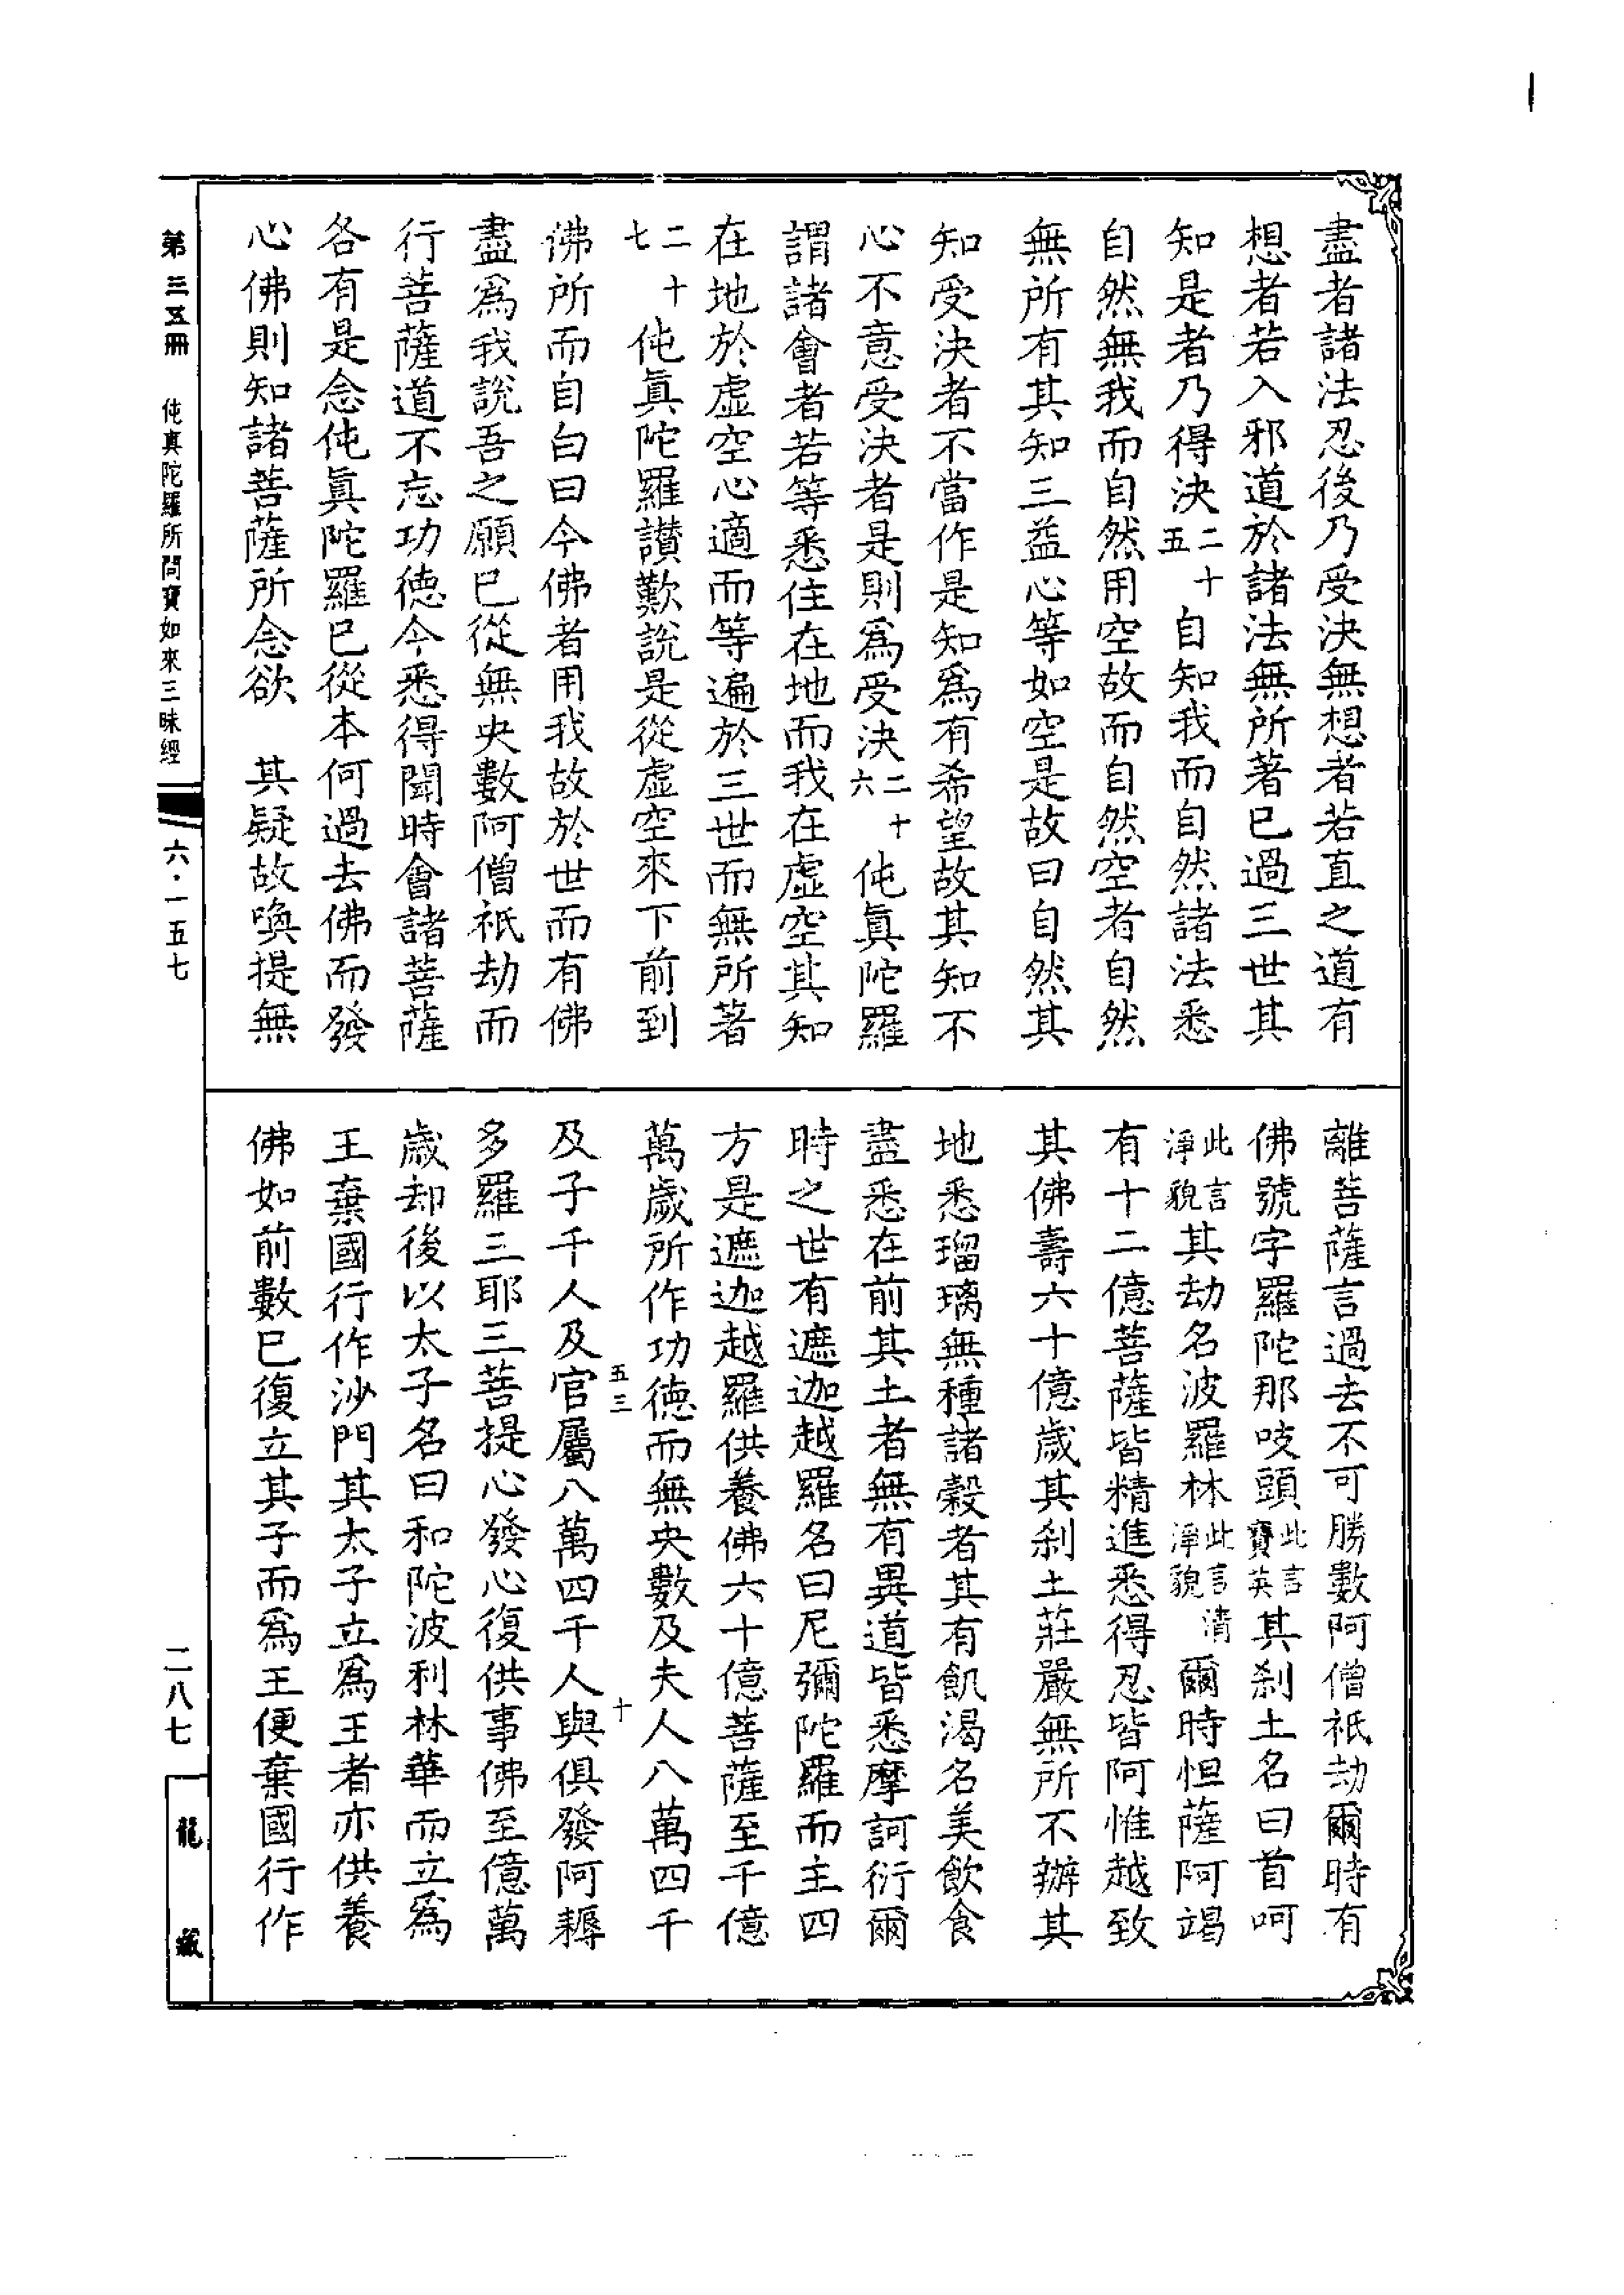 盡者諸法忍後乃受決無想者若直之道有
想者若入邪道於諸法無所著已過三世其
知是者乃得決二十五自知我而自然諸法悉
自然無我而自然用空故而自然空者自然
無所有其知三益心等如空是故曰自然其
知受決者不當作是知為有希望故其知不
心不意受決者是則為受決二十六伅眞陀羅
謂諸會者若等悉住在地而我在虛空其知
在地於虛空心適而等遍於三世而無所著
二十七伅眞陀羅讃歎說是從虛空來下前到
佛所而自白曰今佛者用我故於世而有佛
盡為我說吾之願已從無央數阿僧祇劫而
行菩薩道不忘功德今悉得聞時會諸菩薩
各有是念伅眞陀羅已從本何過去佛而發
心佛則知諸菩薩所念欲　其疑故喚提無
離菩薩言過去不可勝數阿僧祇劫爾時有
佛號字羅陀那吱頭此言寶英其刹土名曰首呵
此言淨貌其劫名波羅林此言清淨貌爾時怛薩阿竭
有十二億菩薩皆精進悉得忍皆阿惟越致
其佛壽六十億歲其刹土莊嚴無所不辦其
地悉瑠璃無種諸穀者其有飢渴名美飲食
盡悉在前其土者無有異道皆悉摩訶衍爾
時之世有遮迦越羅名曰尼彌陀羅而主四
方是遮迦越羅供養佛六十億菩薩至千億
萬歲所作功德而無央數及夫人八萬四千
五三　十
及子千人及官屬八萬四千人與俱發阿耨
多羅三耶三菩提心發心復供事佛至億萬
歲却後以太子名曰和陀波利林華而立為
王棄國行作沙門其太子立為王者亦供養
佛如前數已復立其子而為王便棄國行作
第三五冊　伅真陀羅所問寶如來三昧經　六·一五七　二八七　龍藏